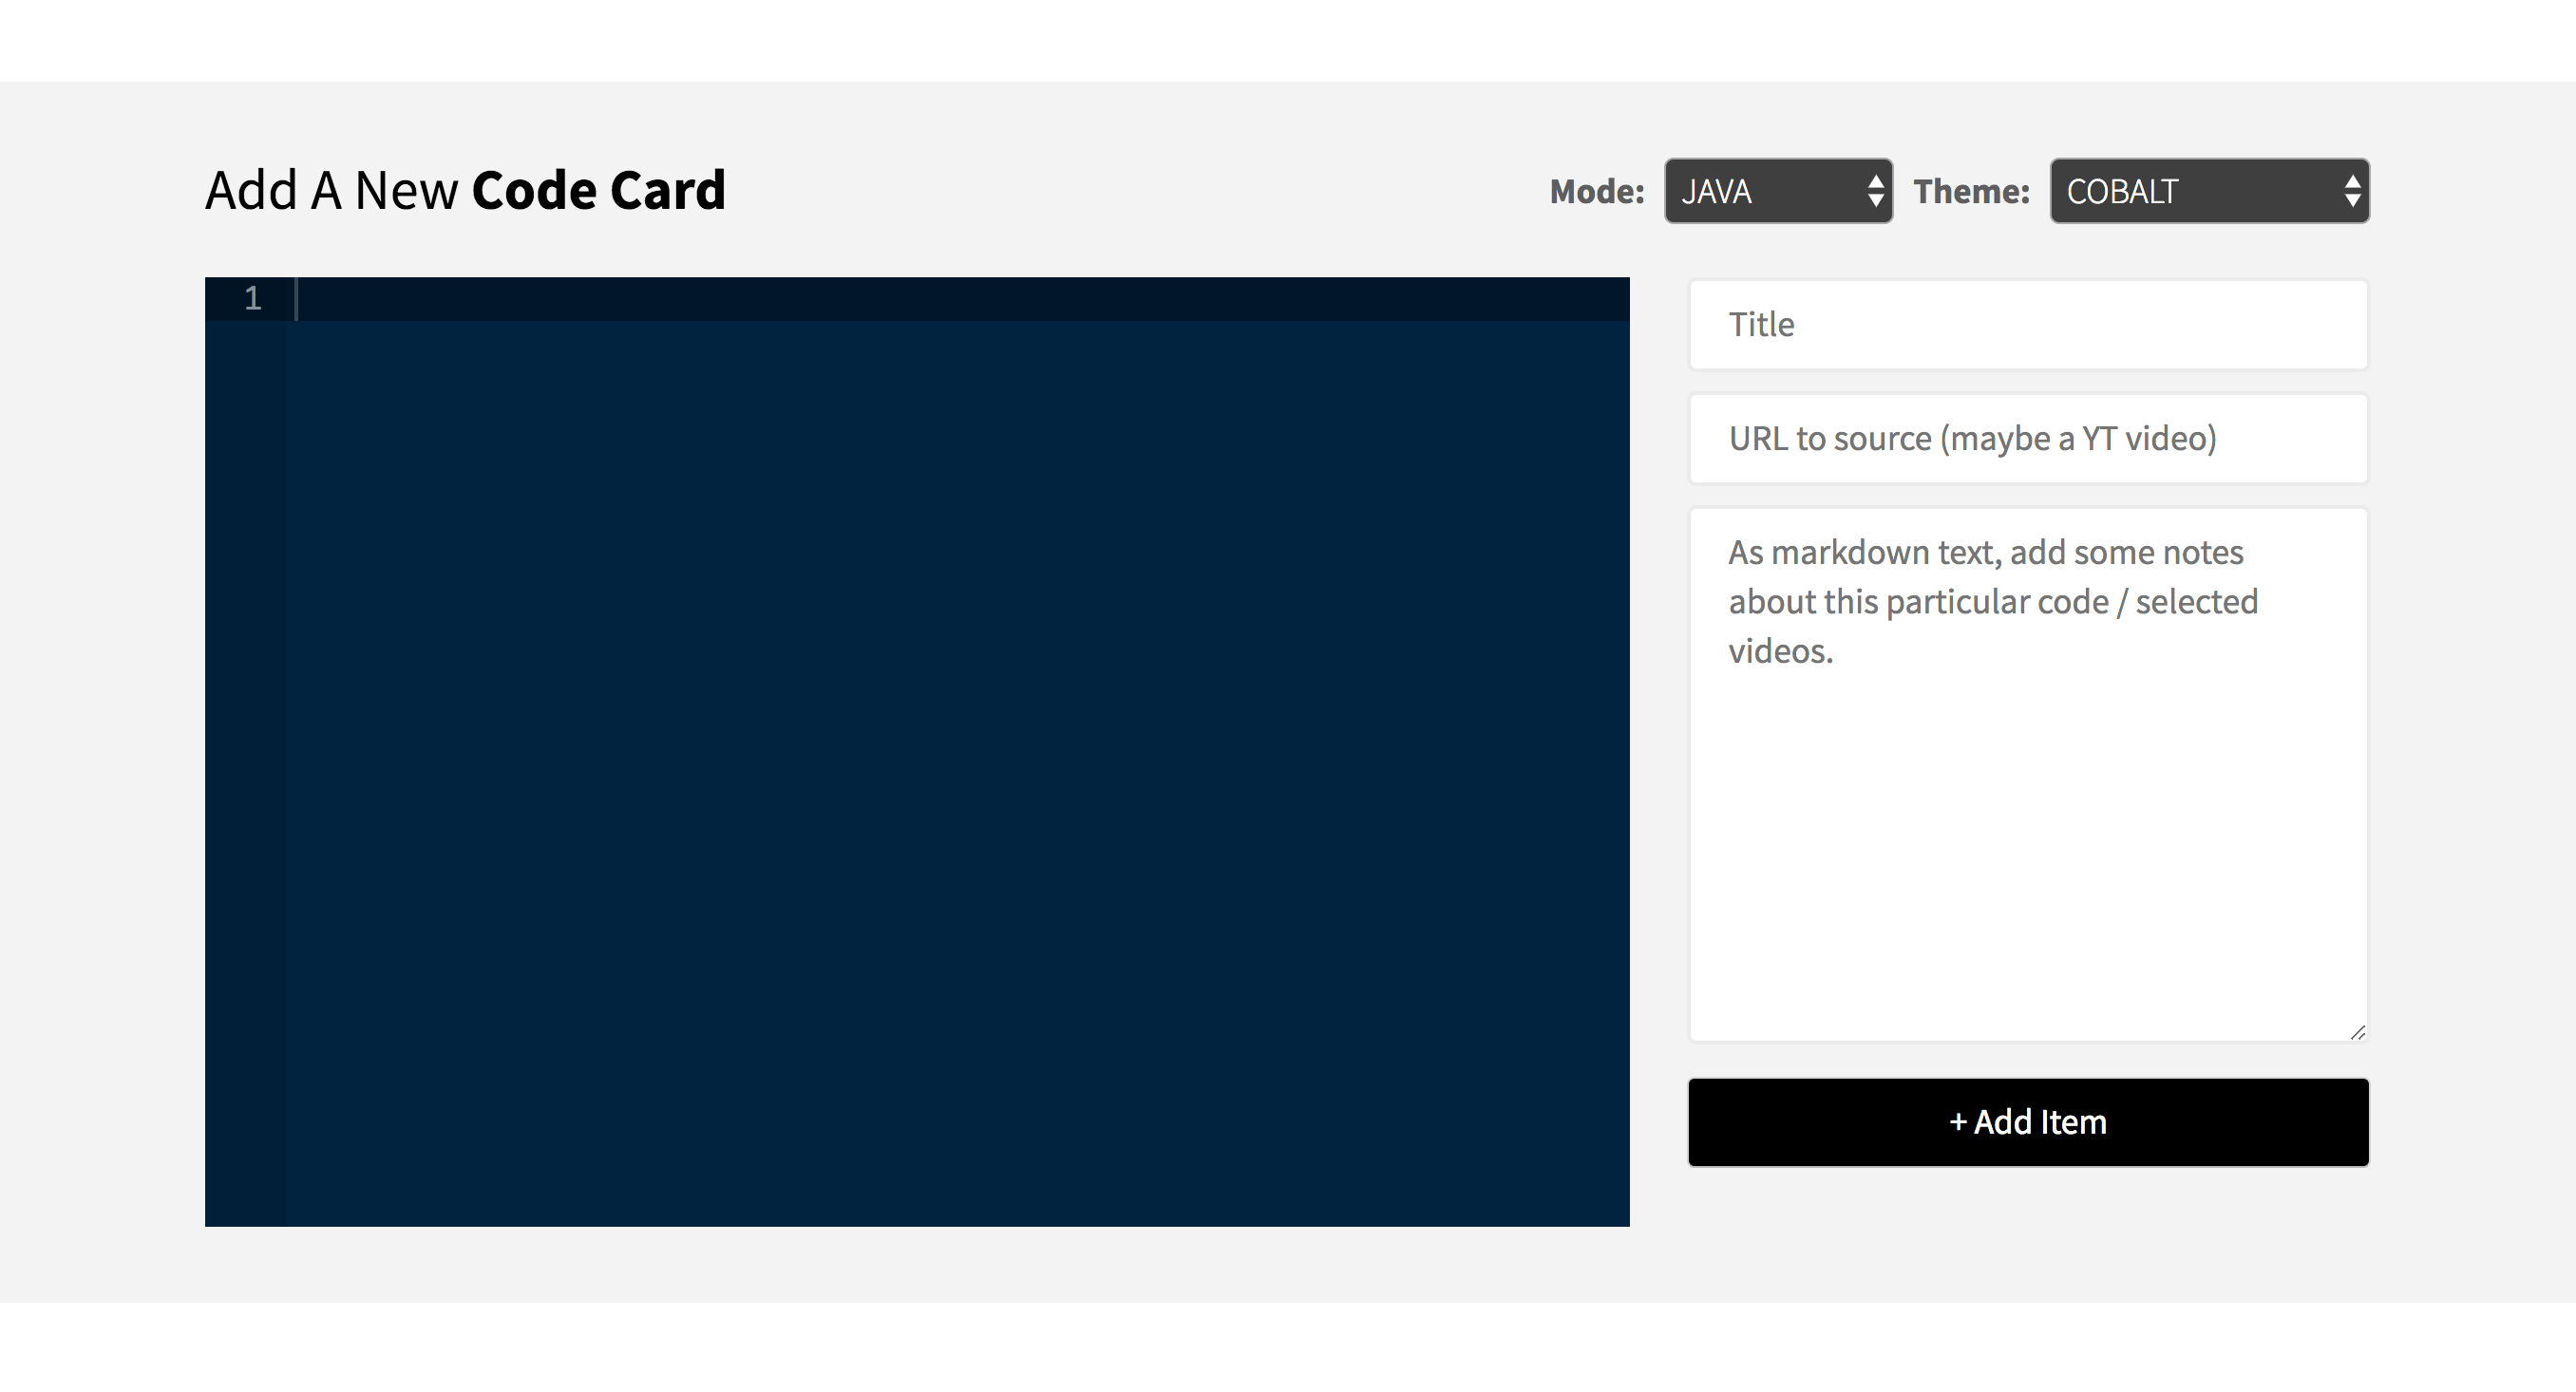 Add A New Code Card
Mode: JAVA Theme: COBALT
1
Title
URL to source (maybe a YT video)
As markdown text, add some notes
about this particular code / selected
videos.
+ Add Item